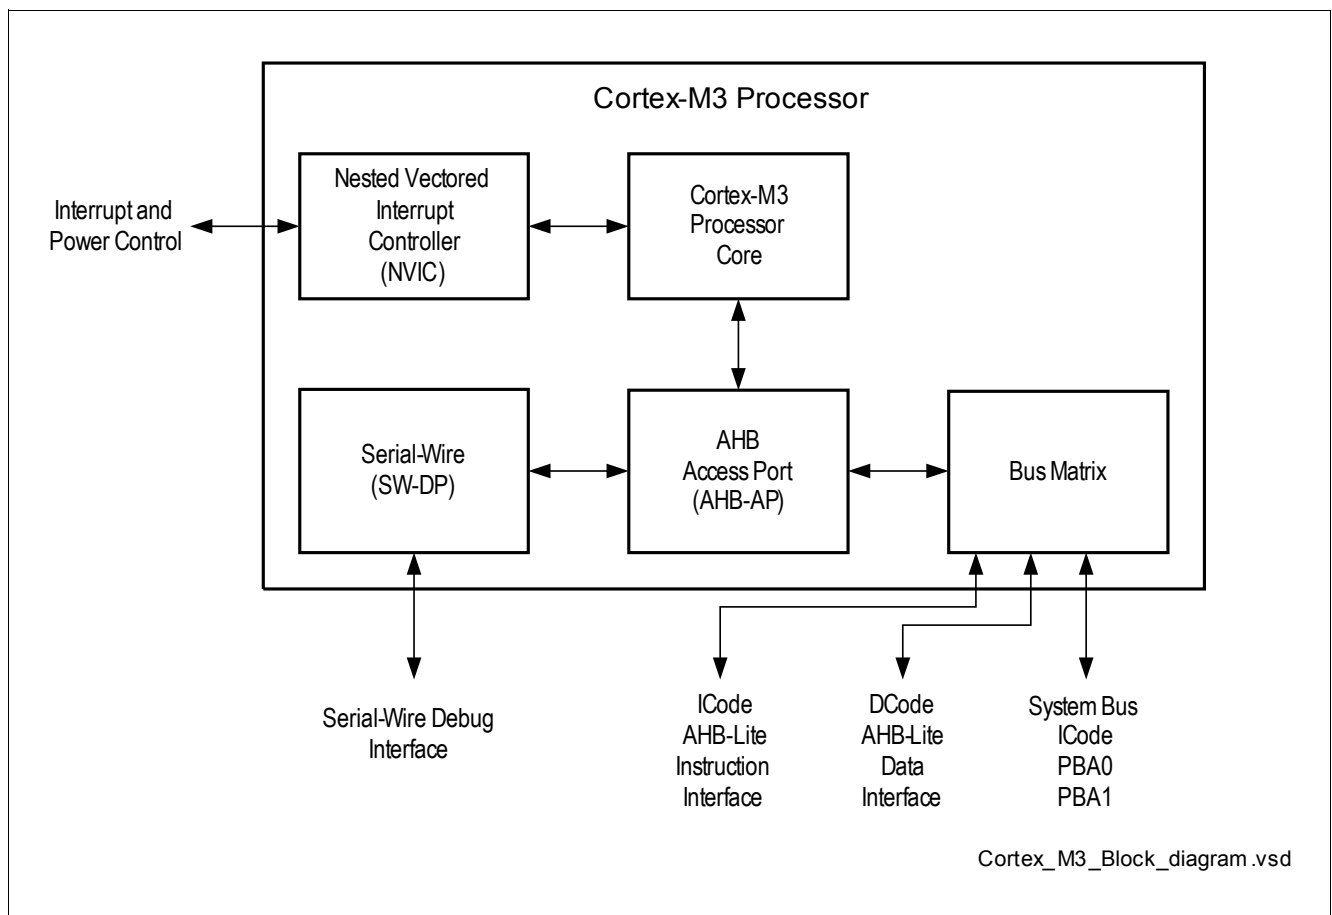 Cortex-M3 Processor
Nested Vectored
Interrupt
Controller
(NVIC)
Cortex-M3
Processor
Core
Interrupt and
Power Control
Serial-Wire
(SW-DP)
AHB
Access Port
(AHB-AP)
Bus Matrix
Serial-Wire Debug
Interface
ICode
AHB-Lite
Instruction
Interface
DCode
AHB-Lite
Data
Interface
System Bus
ICode
PBA0
PBA1
Cortex_M3_Block_diagram.vsd